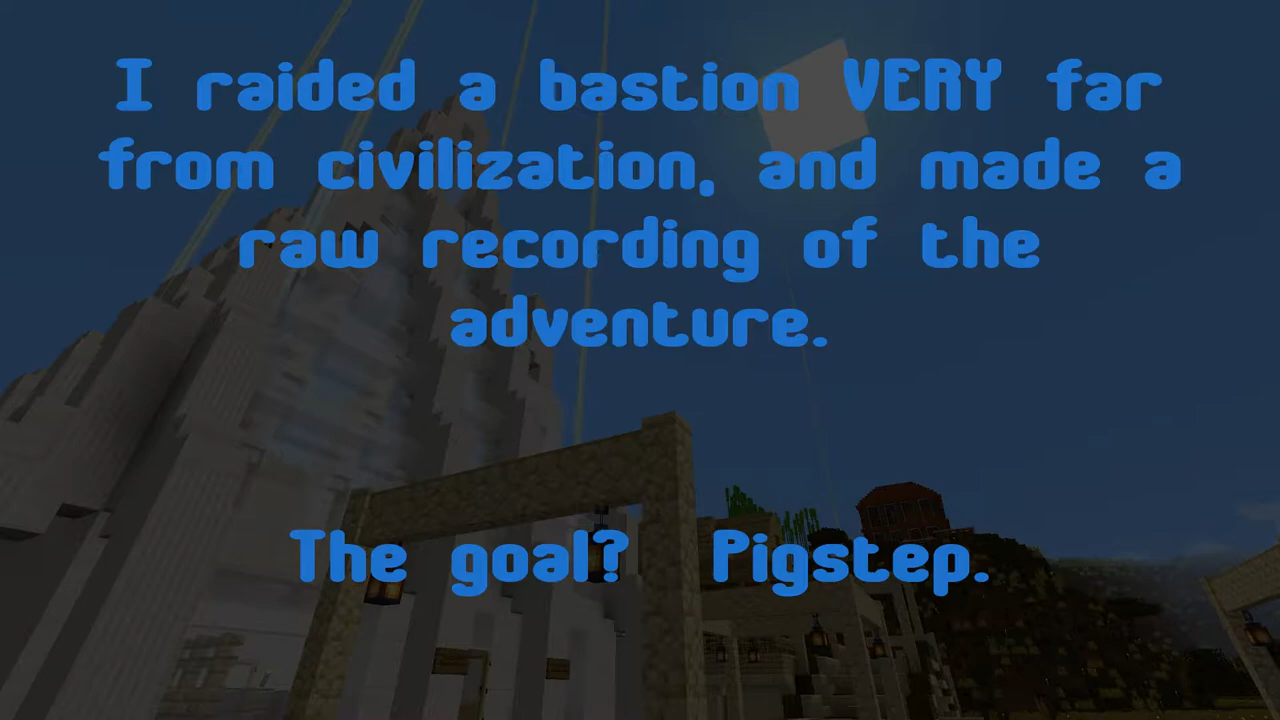 I raided a bastion VERY far
from civilization, and made a
raw recording of the
adventure.
The goal? Pigstep.